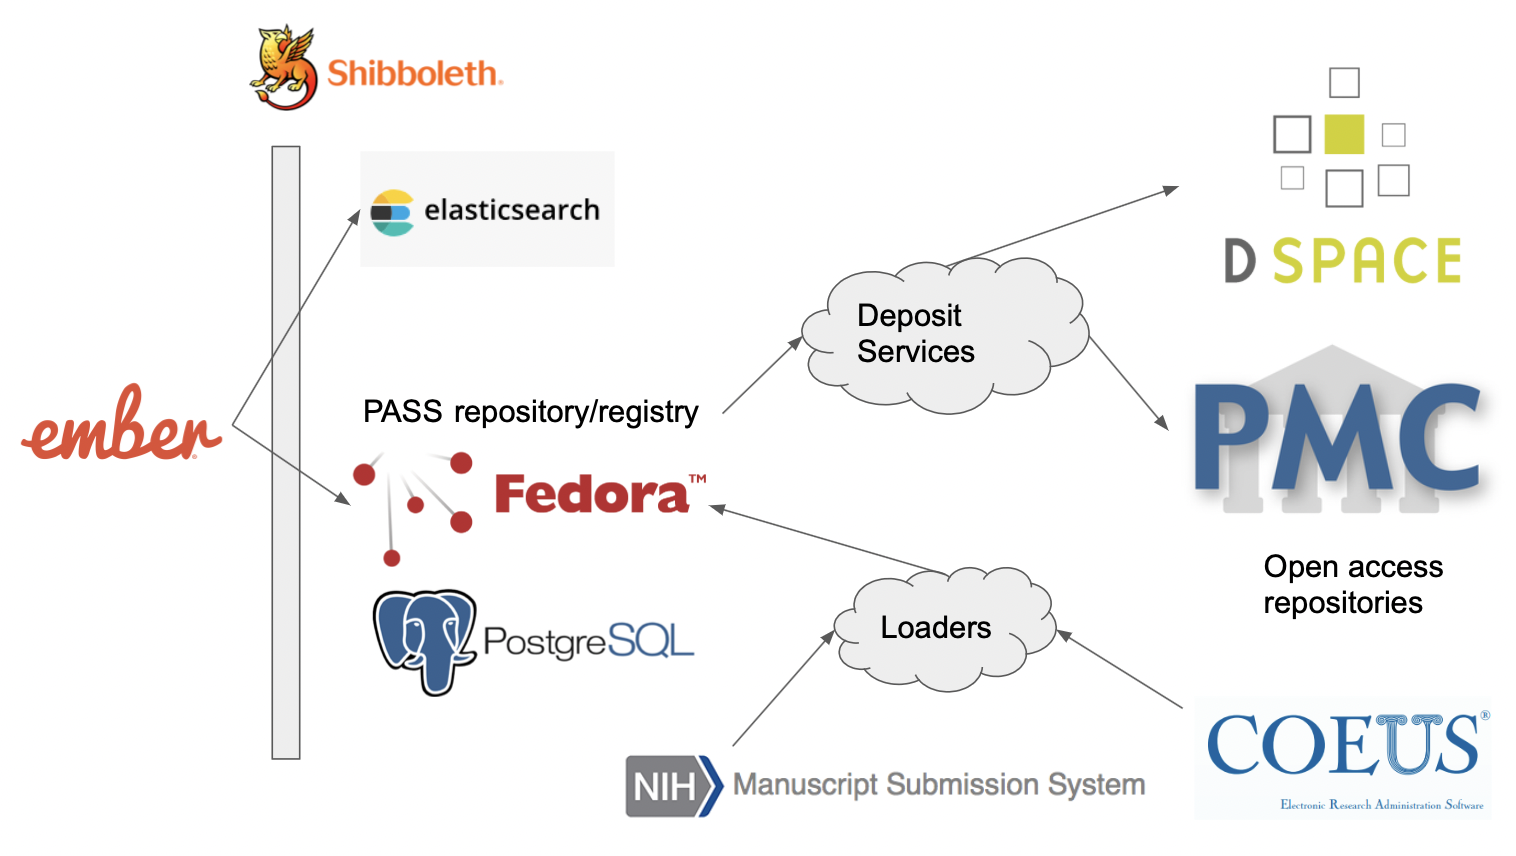 Shibboleth®
elasticsearch
ember®
PASS repository/registry
Fedora™
PostgreSQL
Deposit
Services
Loaders
NIH Manuscript Submission System
DSPACE
PMC
Open access
repositories
COEUS®
Electronic Research Administration Software